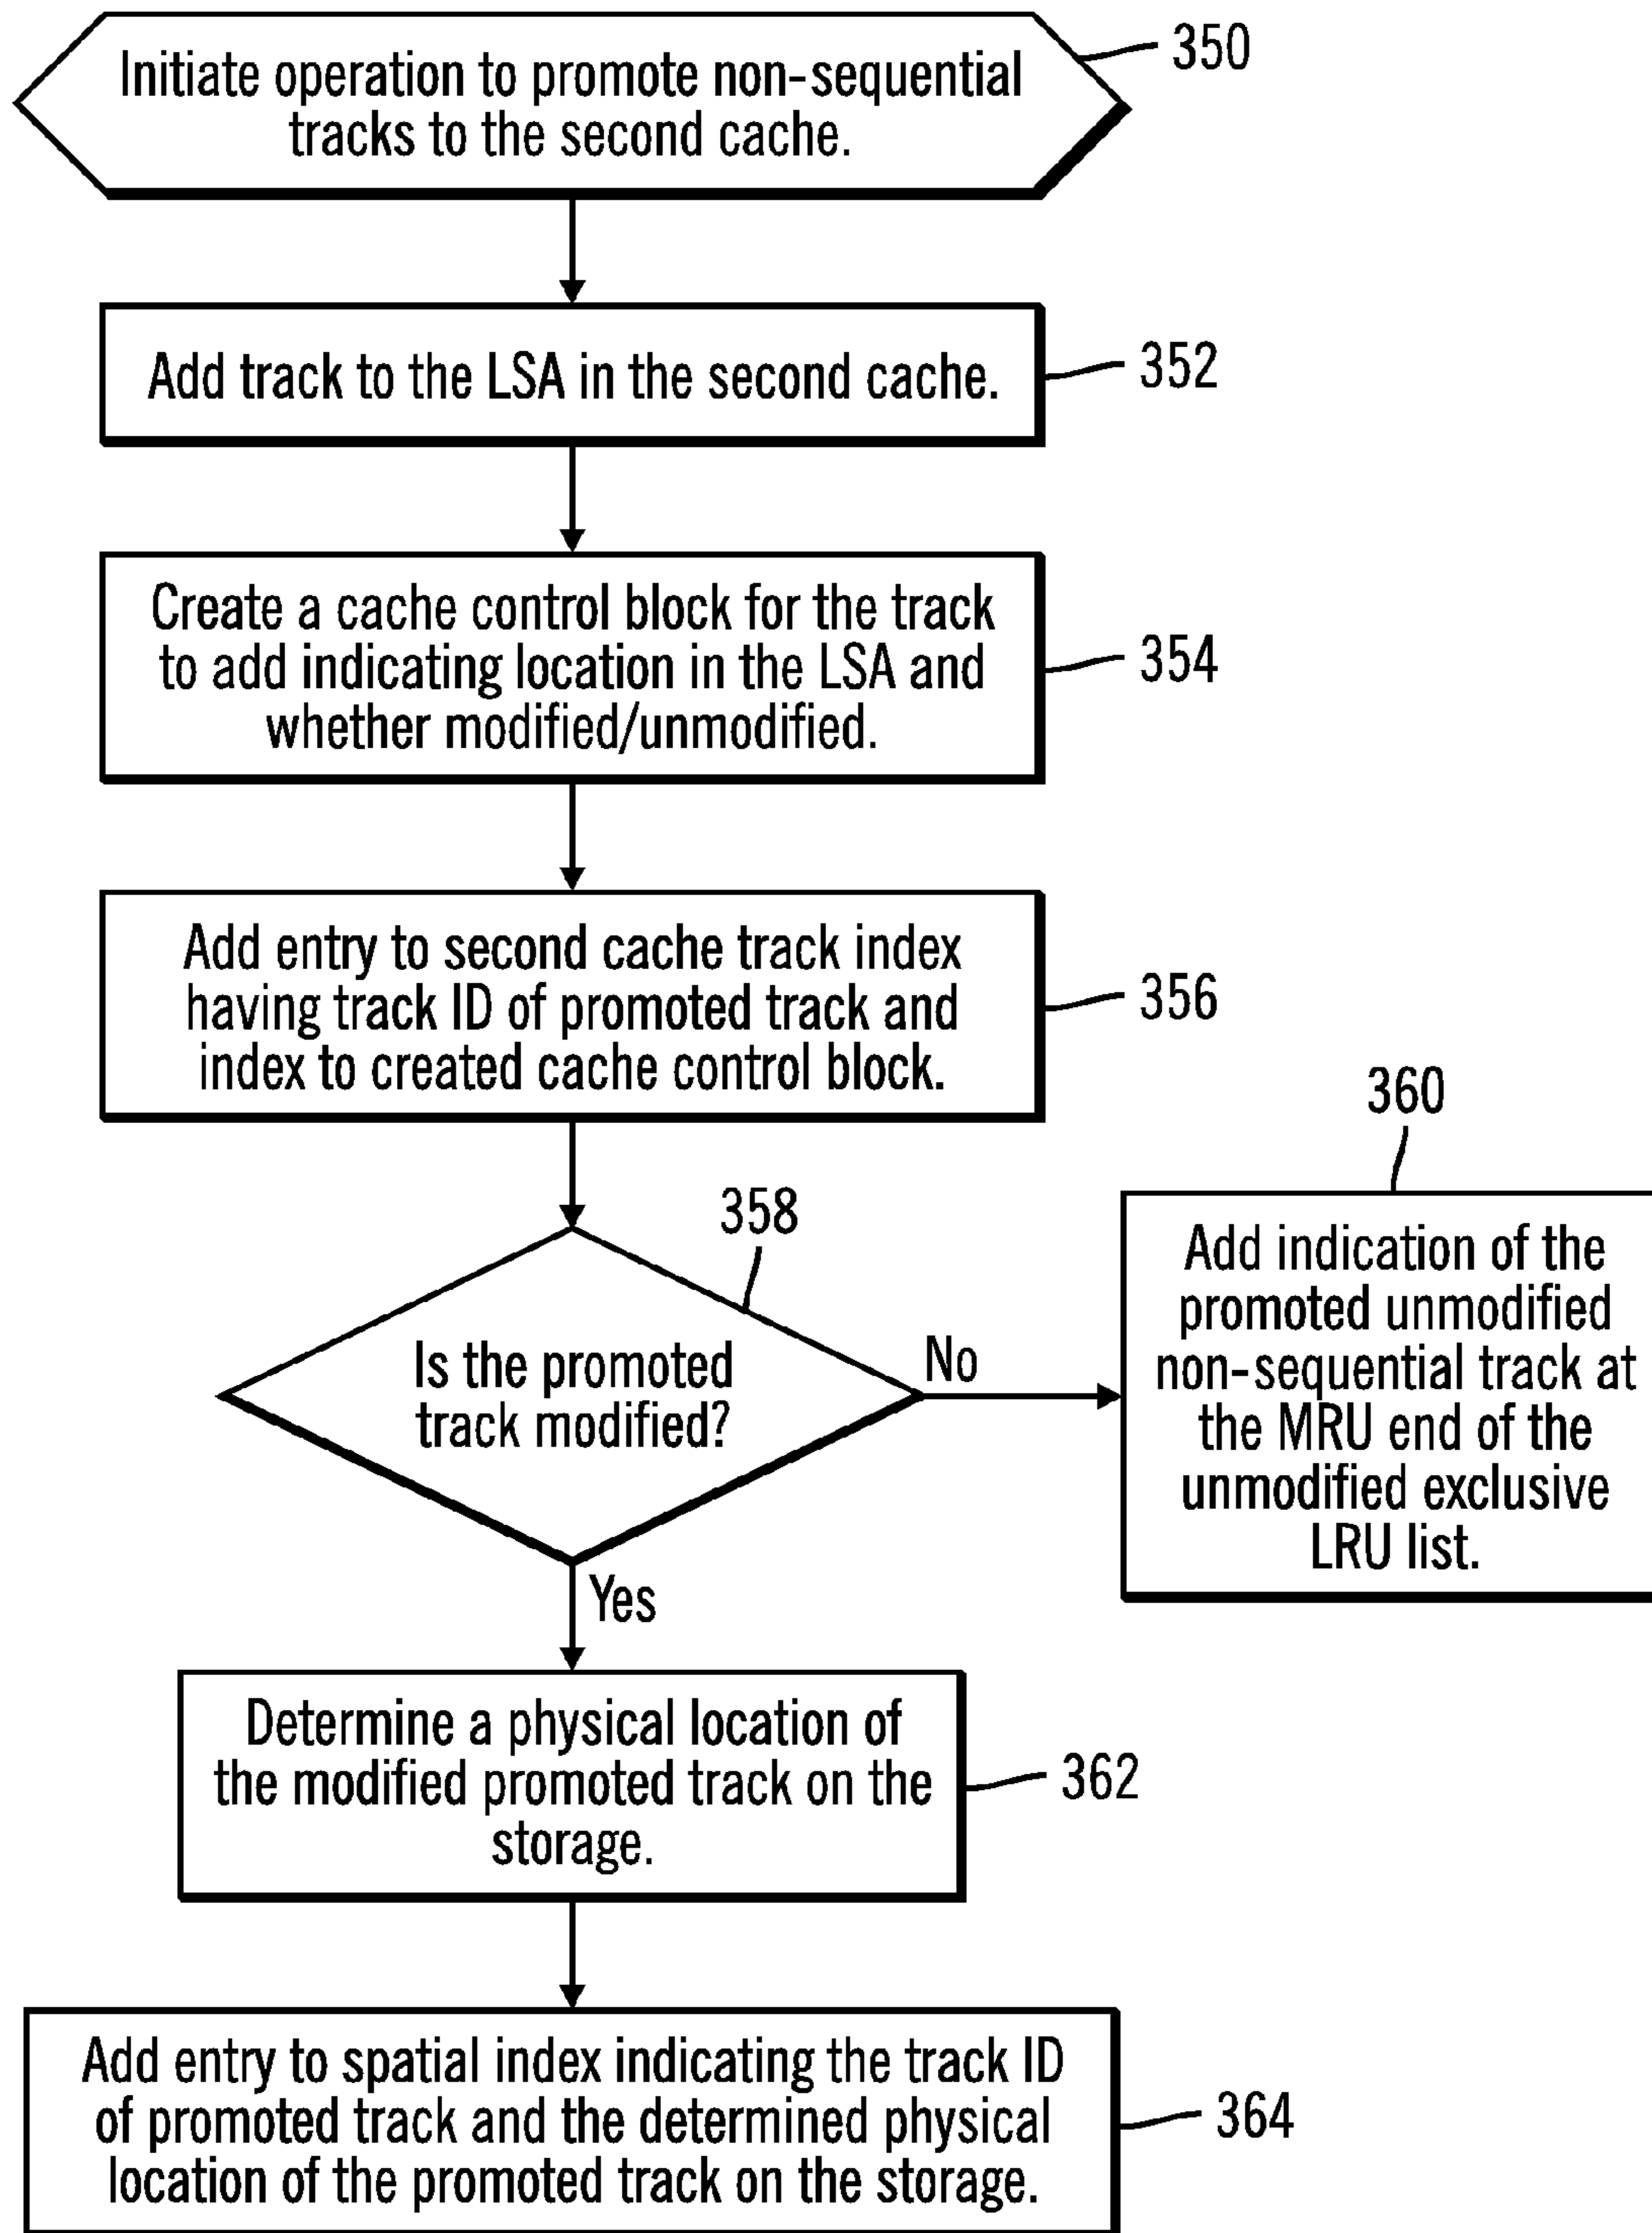 Initiate operation to promote non-sequential
tracks to the second cache.
350
Add track to the LSA in the second cache.
352
Create a cache control block for the track
to add indicating location in the LSA and
whether modified/unmodified.
354
Add entry to second cache track index
having track ID of promoted track and
index to created cache control block.
356
358
Is the promoted
track modified?
No
360
Add indication of the
promoted unmodified
non-sequential track at
the MRU end of the
unmodified exclusive
LRU list.
Yes
Determine a physical location of
the modified promoted track on the
storage.
362
Add entry to spatial index indicating the track ID
of promoted track and the determined physical
location of the promoted track on the storage.
364